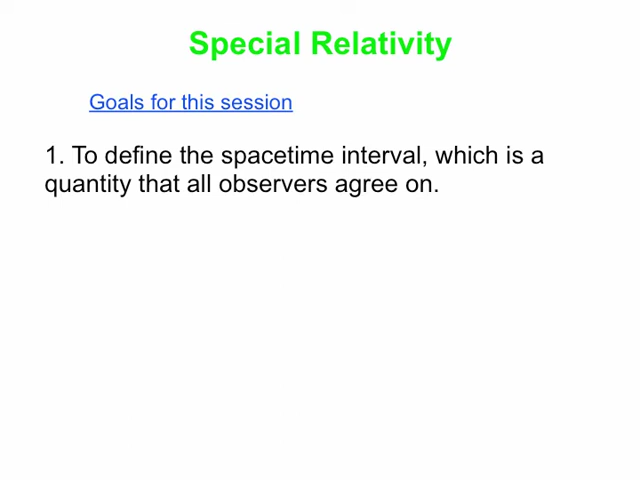 Special Relativity
Goals for this session
1. To define the spacetime interval, which is a
quantity that all observers agree on.